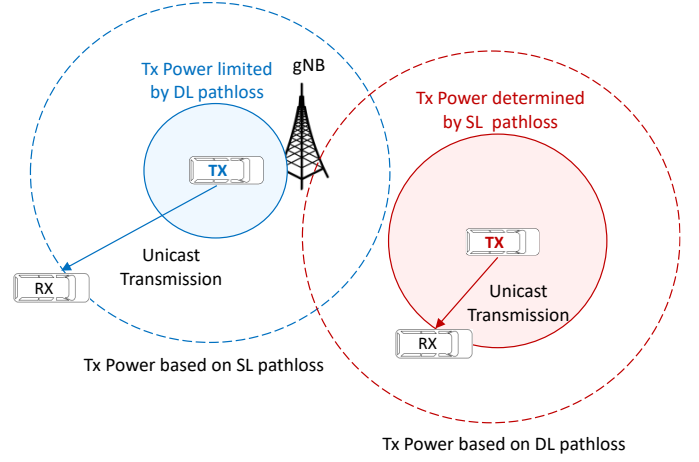 Tx Power limited
by DL pathloss
gNB
TX
Unicast
Transmission
RX
Tx Power based on SL pathloss
Tx Power determined
by SL pathloss
TX
Unicast
Transmission
RX
Tx Power based on DL pathloss